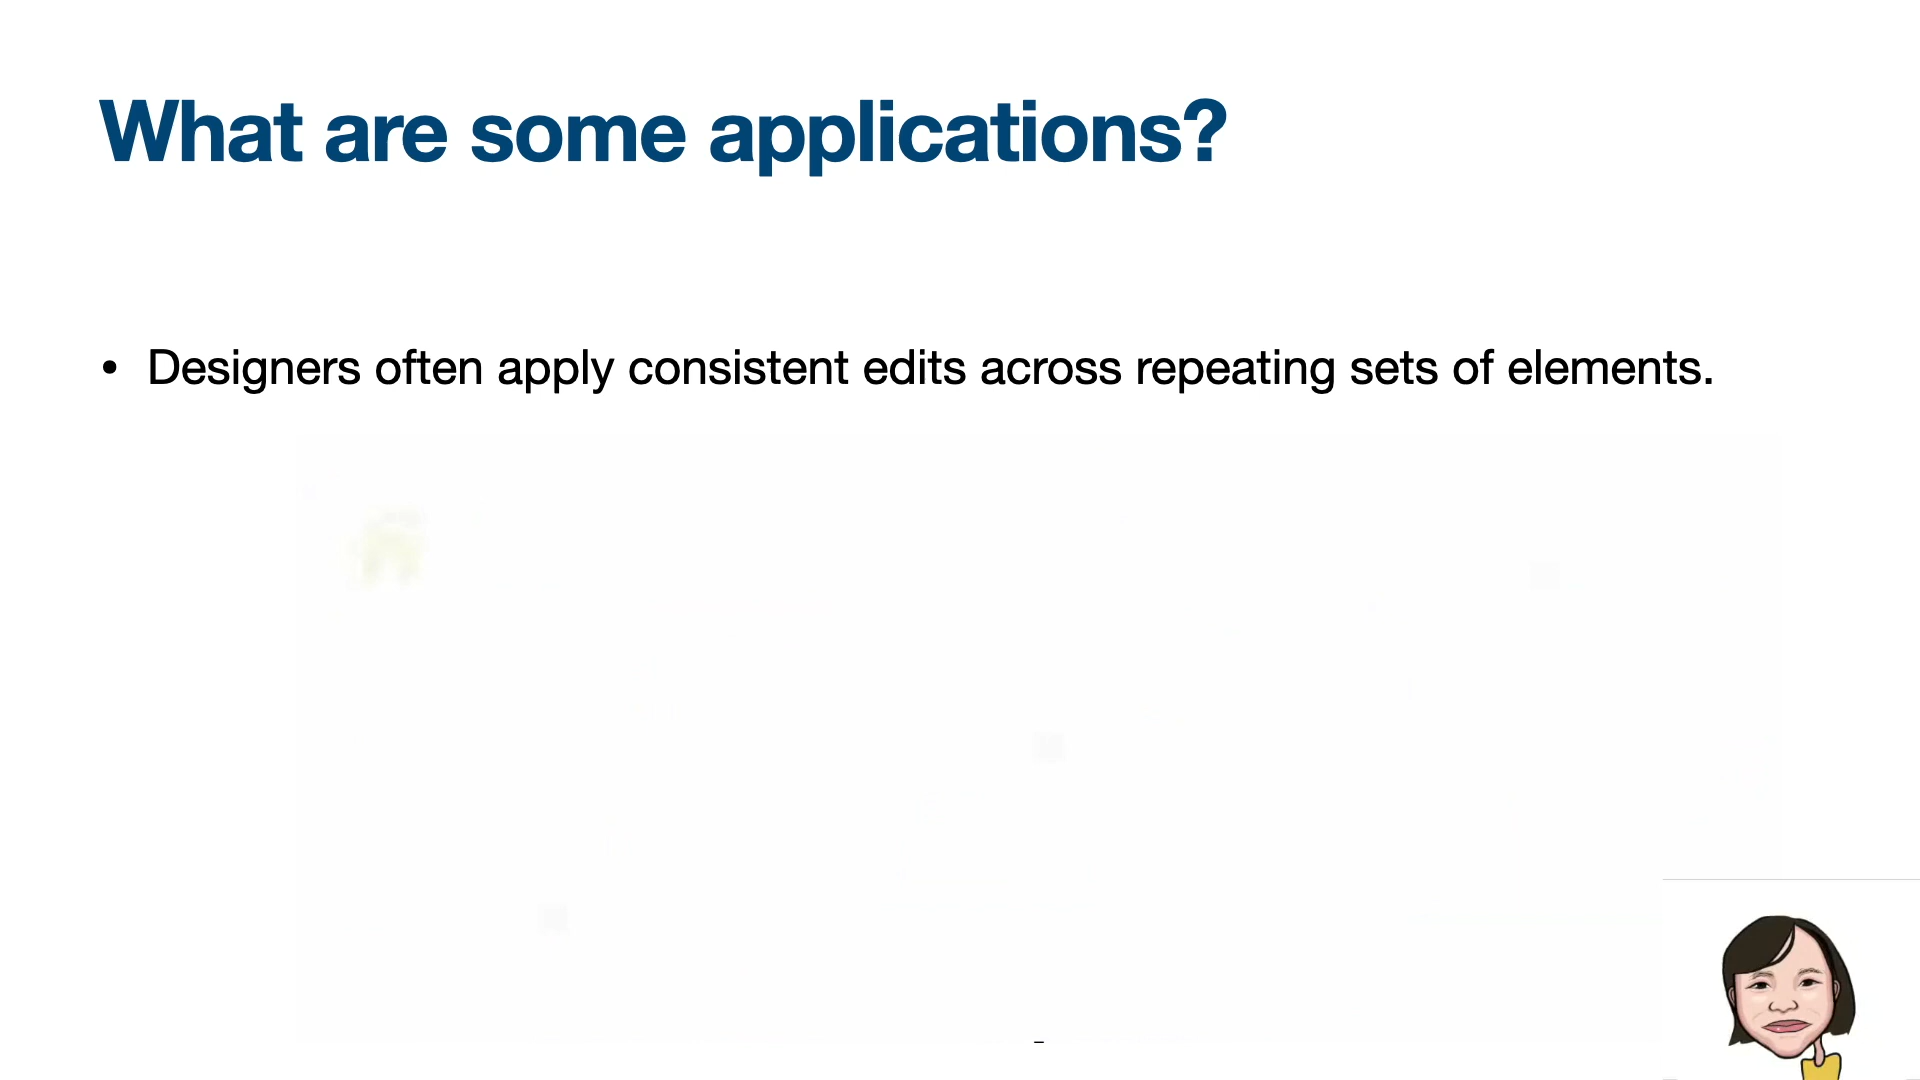 What are some applications?
• Designers often apply consistent edits across repeating sets of elements.